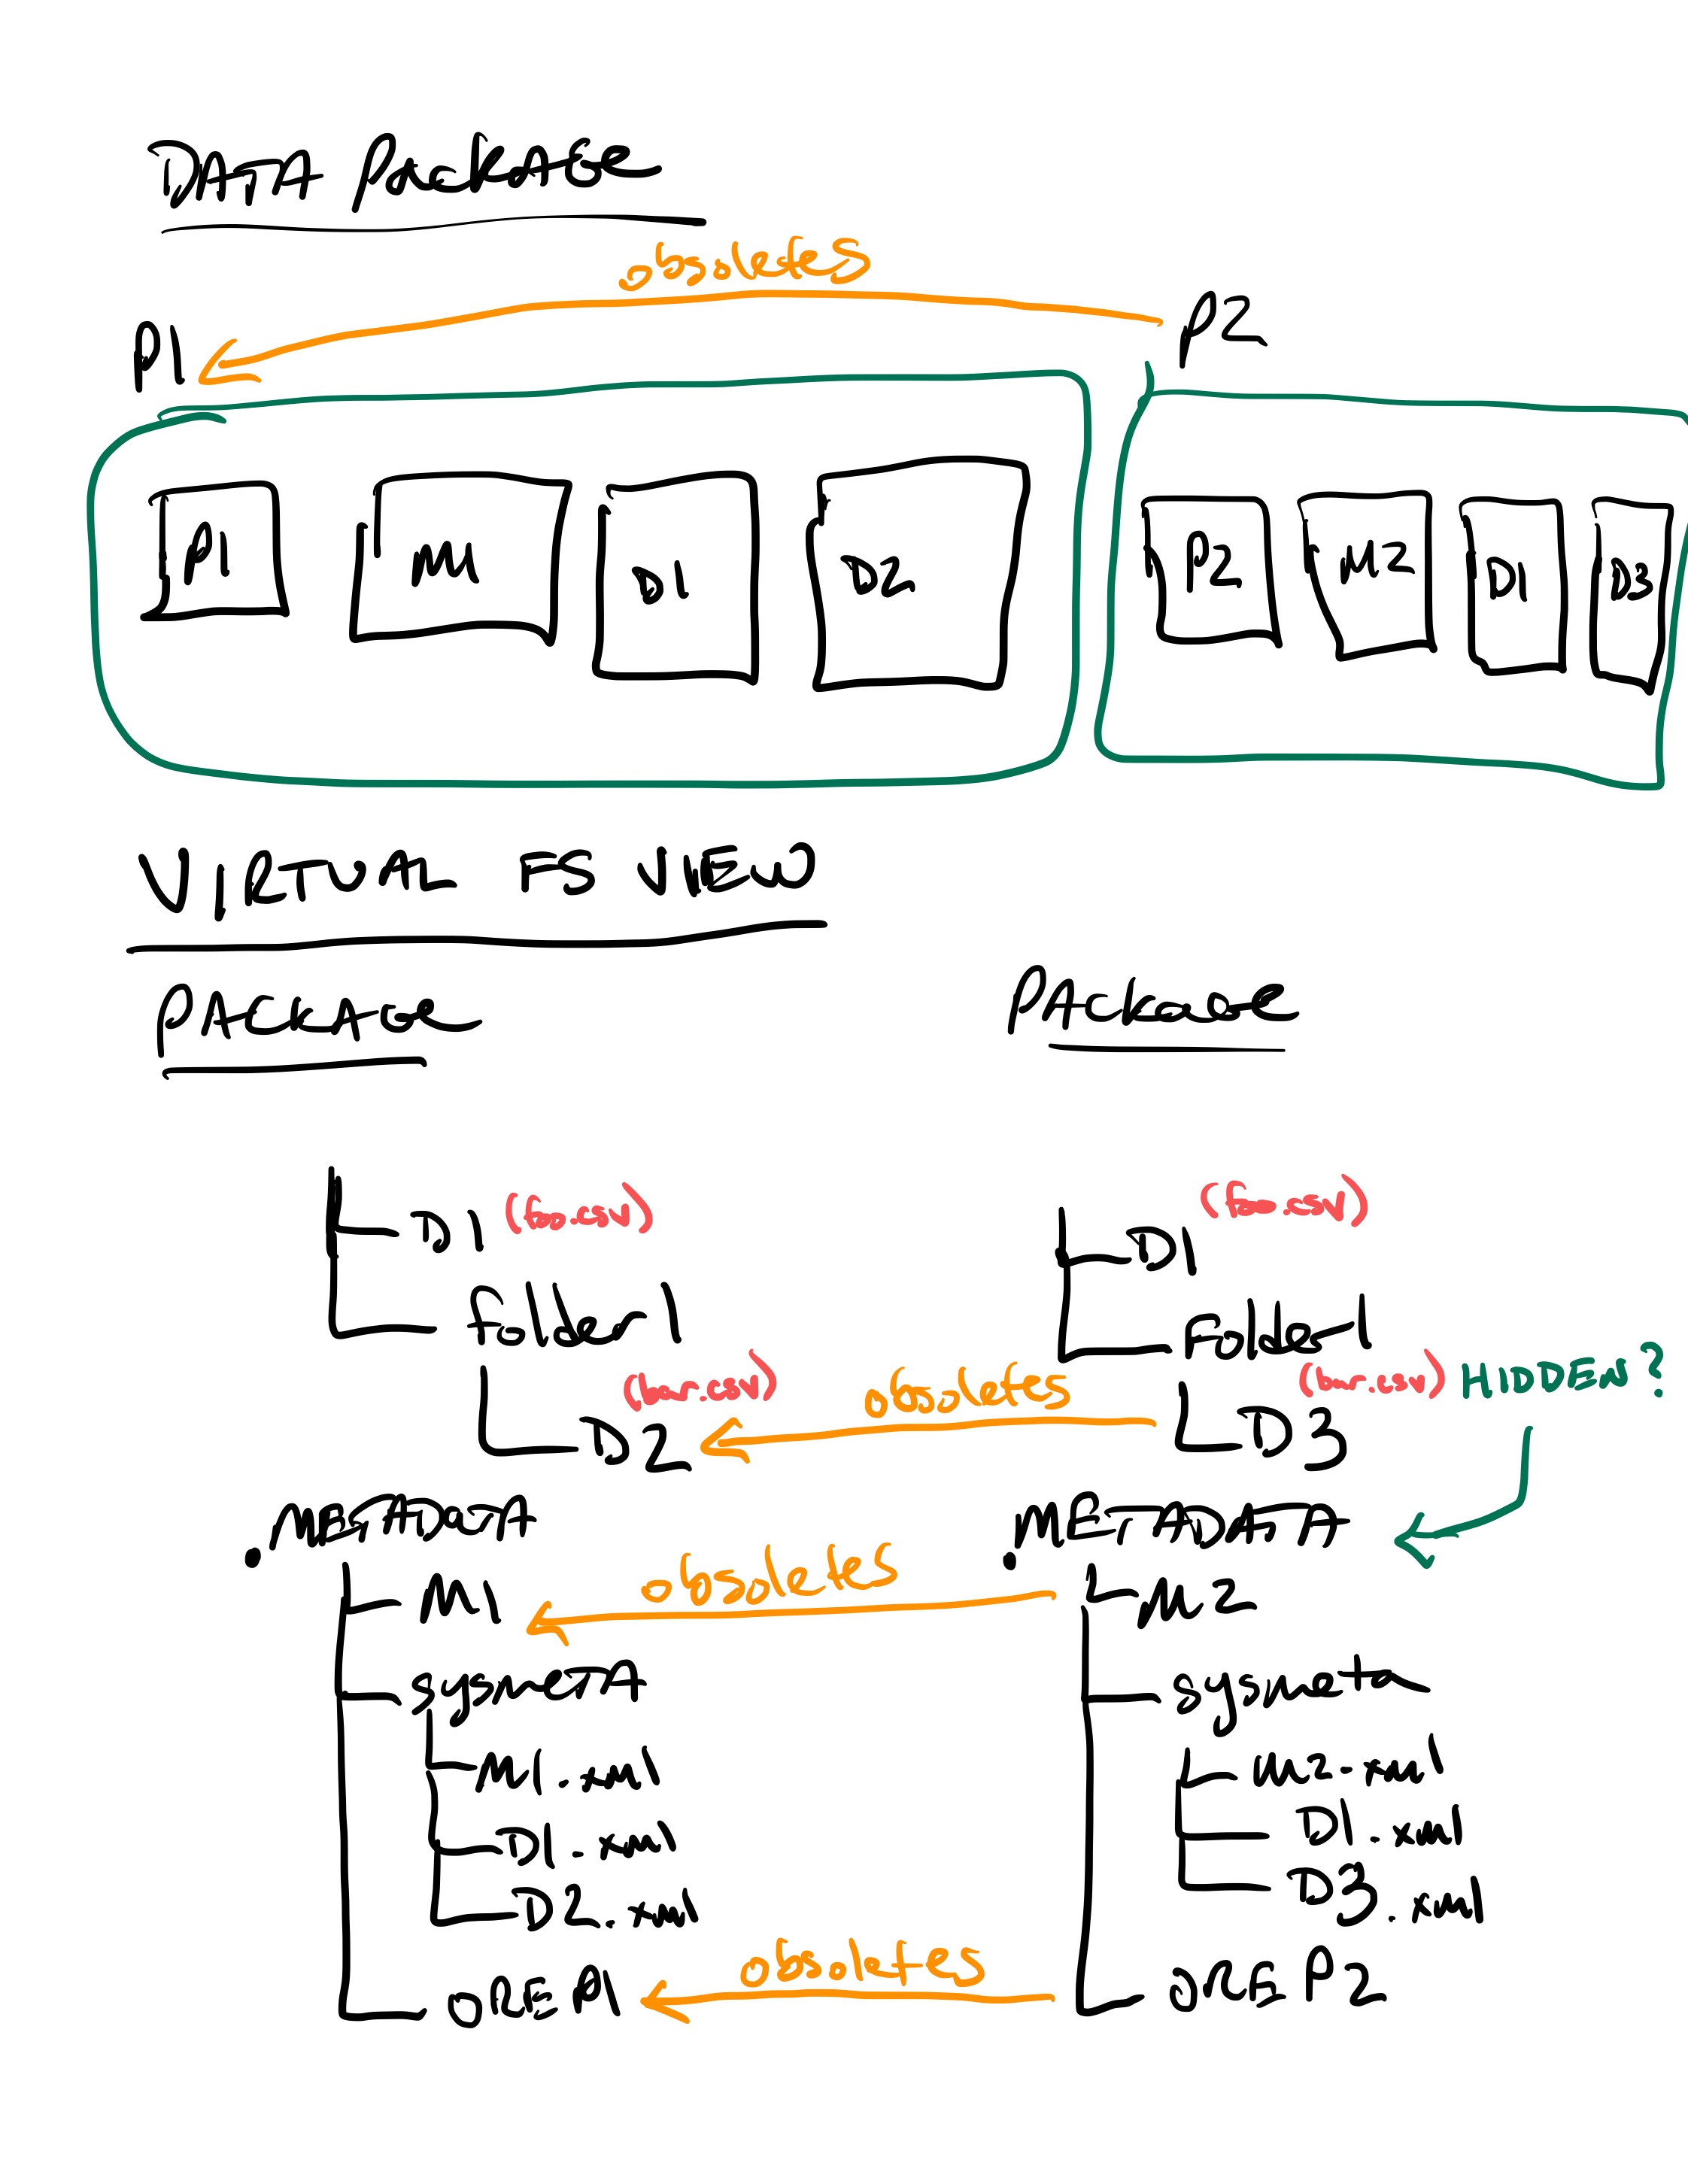 DATA PACKAGE
obsoletes
P1
P2
P1 M1 D1 D2
P2 M2 D1 D3
VIRTUAL FS VIEW
PACKAGE
PACKAGE
D1 (foo.csv)
D1 (foo.csv)
folder1
folder1
(bar.csv)
obsoletes
(bar.csv) HIDDEN?
D2
D3
.METADATA
.METADATA
obsoletes
M1
M2
sysmeta
sysmeta
M1.xml
M2.xml
D1.xml
D1.xml
D2.xml
D3.xml
obsoletes
ORE, P1
ORE, P2